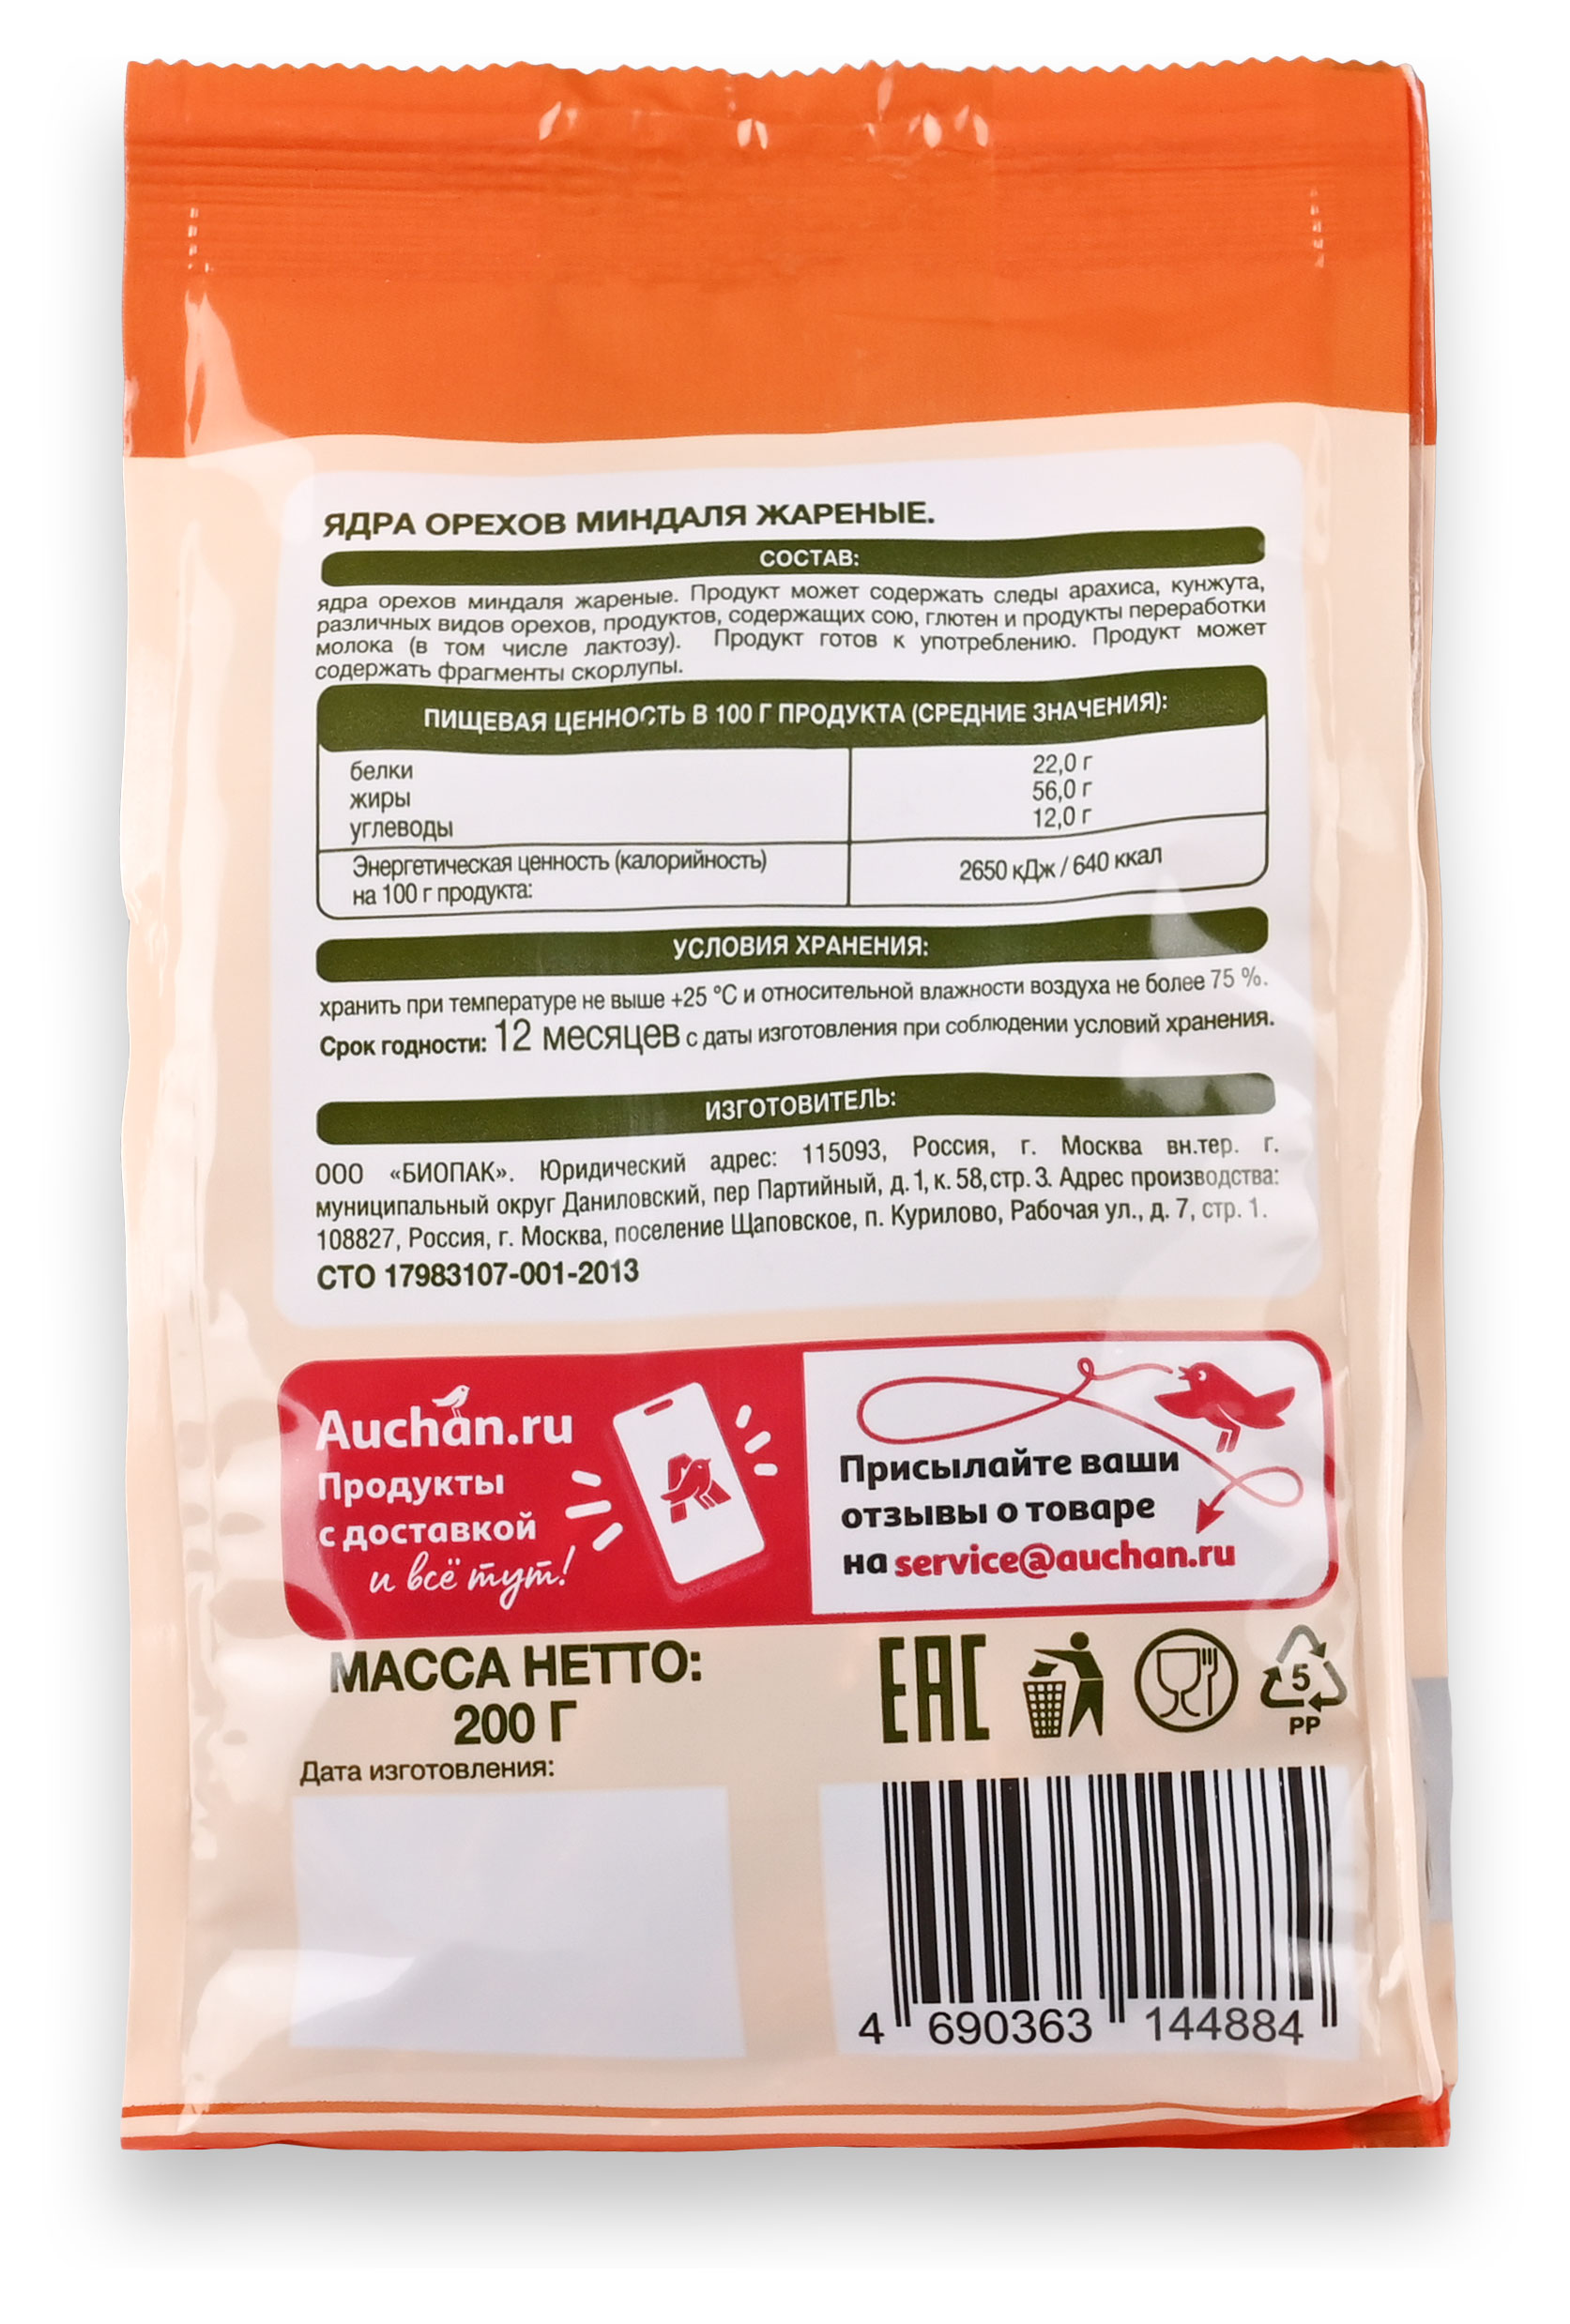 ЯДРА ОРЕХОВ МИНДАЛЯ ЖАРЕНЫЕ.
СОСТАВ:
ядра орехов миндаля жареные. Продукт может содержать следы арахиса, кунжута,
различных видов орехов, продуктов, содержащих сою, глютен и продукты переработки
молока (в том числе лактозу). Продукт готов к употреблению. Продукт может
содержать фрагменты скорлупы.
ПИЩЕВАЯ ЦЕННОСТЬ В 100 Г ПРОДУКТА (СРЕДНИЕ ЗНАЧЕНИЯ):
белки 22,0 г
жиры 56,0 г
углеводы 12,0 г
Энергетическая ценность (калорийность)
на 100 г продукта: 2650 кДж / 640 ккал
УСЛОВИЯ ХРАНЕНИЯ:
хранить при температуре не выше +25 °С и относительной влажности воздуха не более 75 %.
Срок годности: 12 месяцев с даты изготовления при соблюдении условий хранения.
ИЗГОТОВИТЕЛЬ:
ООО «БИОПАК». Юридический адрес: 115093, Россия, г. Москва вн.тер. г.
муниципальный округ Даниловский, пер Партийный, д. 1, к. 58, стр. 3. Адрес производства:
108827, Россия, г. Москва, поселение Щаповское, п. Курилово, Рабочая ул., д. 7, стр. 1.
СТО 17983107-001-2013
Auchan.ru
Продукты
с доставкой
и всё тут!
Присылайте ваши
отзывы о товаре
на service@auchan.ru
МАССА НЕТТО:
200 Г
EAC
5
PP
Дата изготовления:
4 690363 144884